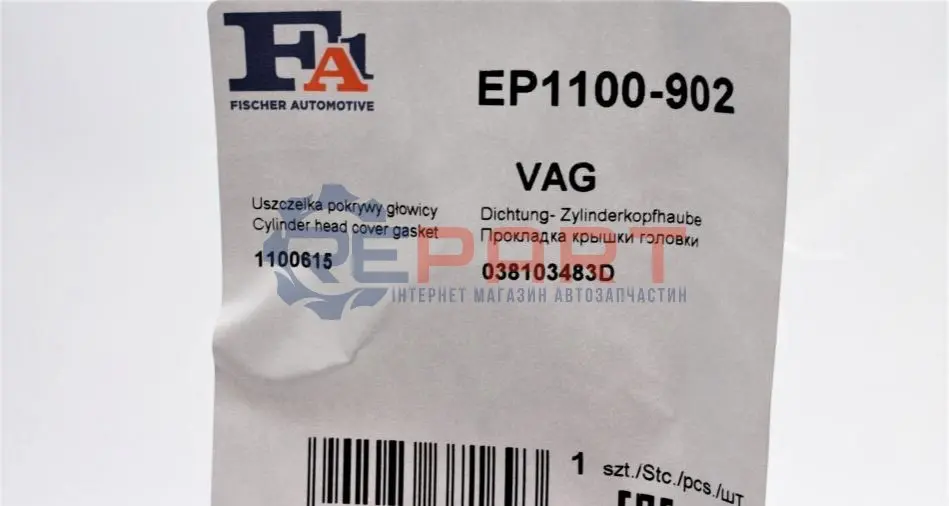 FA1
FISCHER AUTOMOTIVE
EP1100-902
VAG
Uszczelka pokrywy głowicy
Cylinder head cover gasket
1100615
Dichtung- Zylinderkopfhaube
Прокладка крышки головки
038103483D
REPART
ІНТЕРНЕТ МАГАЗИН АВТОЗАПЧАСТИН
1 szt./Stc./pcs./шт